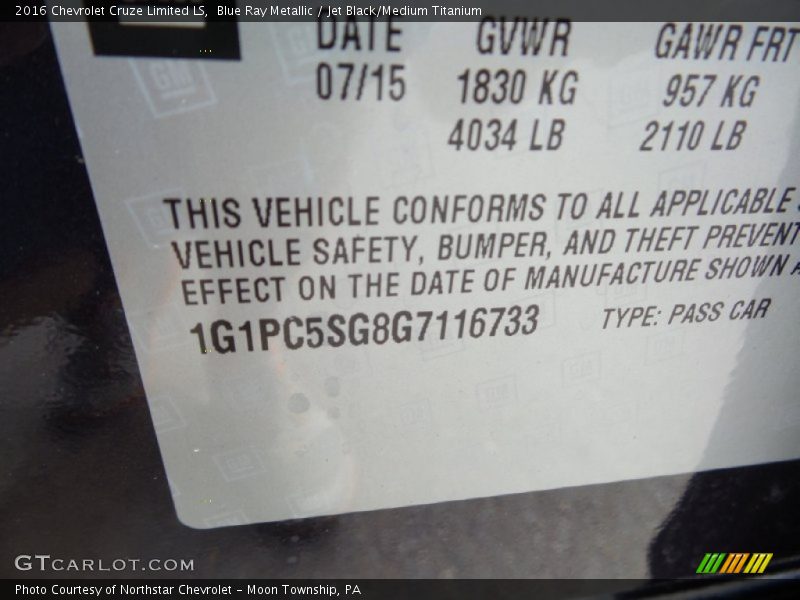 2016 Chevrolet Cruze Limited LS, Blue Ray Metallic / Jet Black/Medium Titanium
DATE GVWR GAWR FRT
07/15 1830 KG 957 KG
4034 LB 2110 LB
THIS VEHICLE CONFORMS TO ALL APPLICABLE
VEHICLE SAFETY, BUMPER, AND THEFT PREVENT
EFFECT ON THE DATE OF MANUFACTURE SHOWN
1G1PC5SG8G7116733 TYPE: PASS CAR
GTCARLOT.COM
Photo Courtesy of Northstar Chevrolet - Moon Township, PA